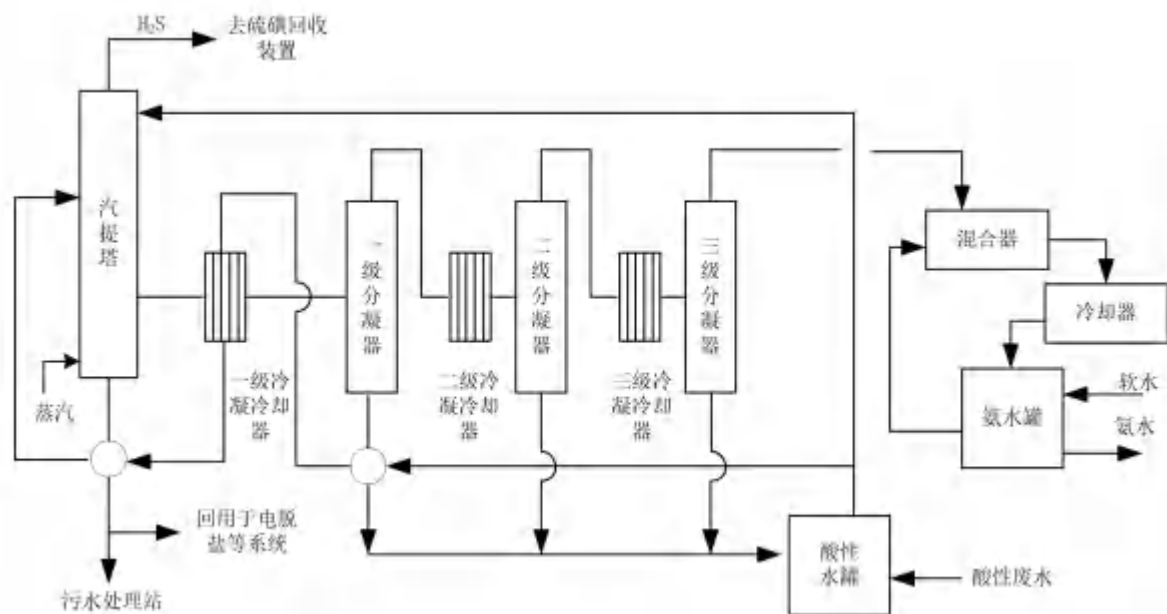 H₂S
去硫磺回收
装置
汽提塔
蒸汽
一级冷
凝冷却
器
一级分凝器
二级冷
凝冷却
器
二级分凝器
三级冷
凝冷却
器
三级分凝器
混合器
冷却器
氨水罐
软水
氨水
酸性
水罐
酸性废水
回用于电脱
盐等系统
污水处理站